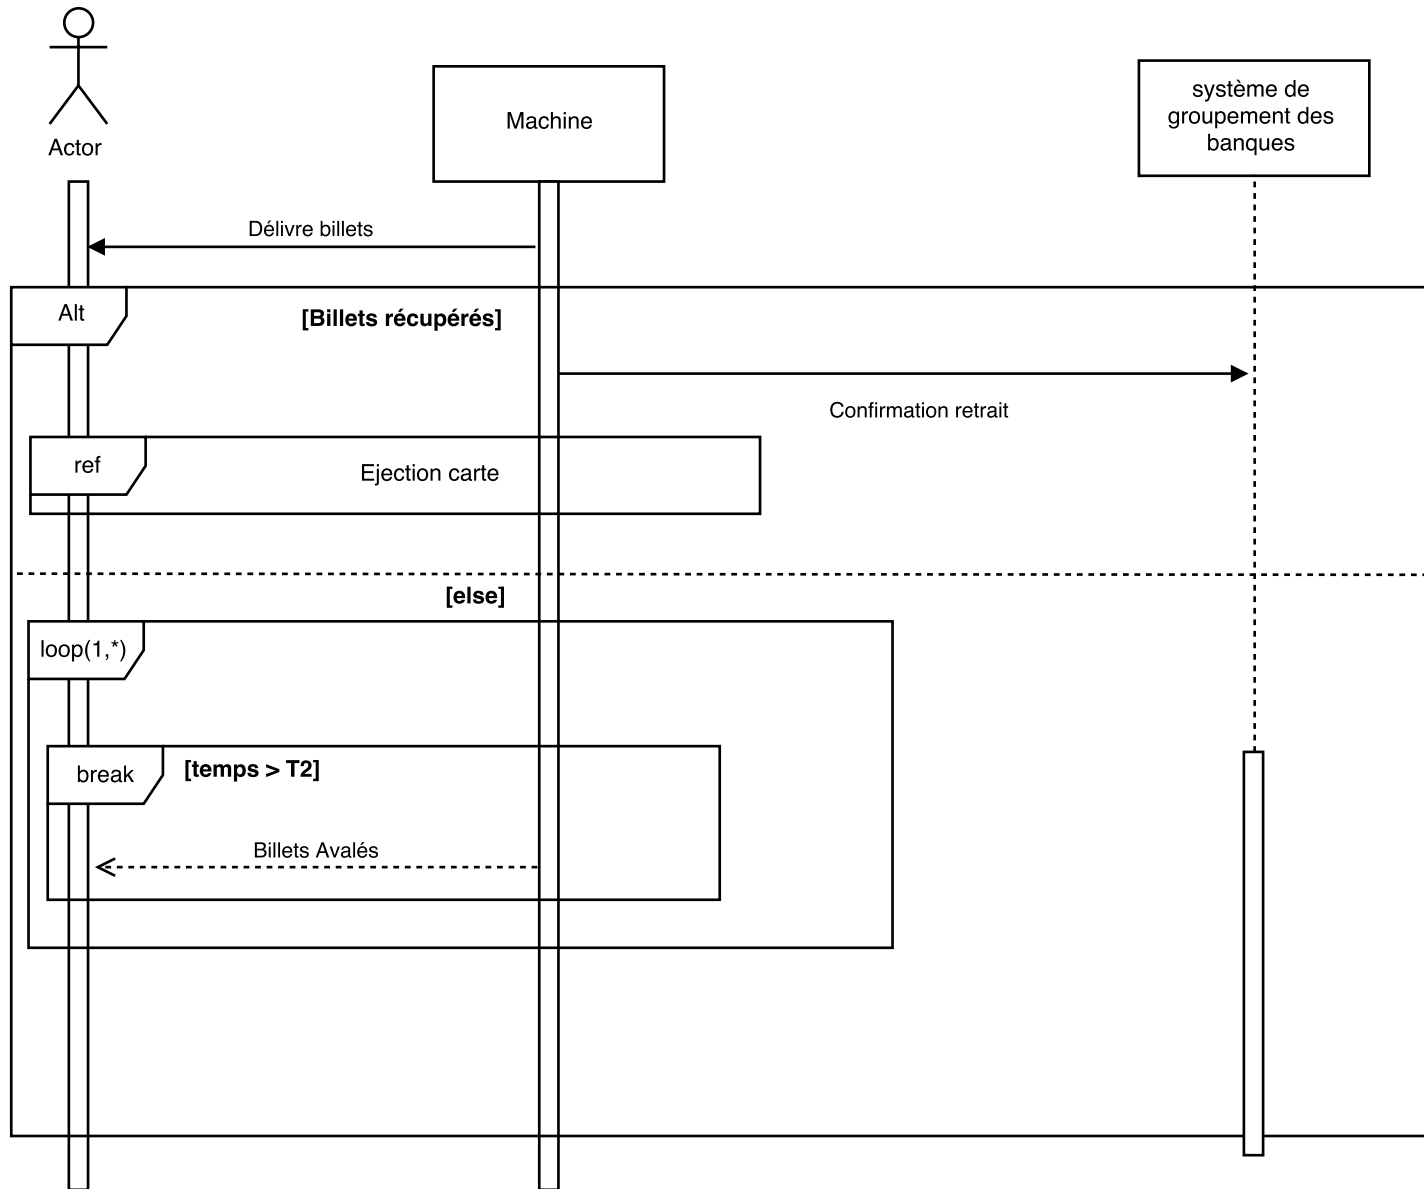 Actor
Machine
système de
groupement des
banques
Délivre billets
Alt
[Billets récupérés]
Confirmation retrait
ref
Ejection carte
[else]
loop(1,*)
break
[temps > T2]
Billets Avalés